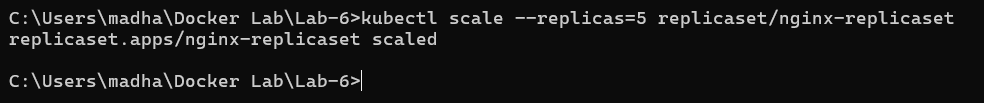 C:\Users\madha\Docker Lab\Lab-6>kubectl scale --replicas=5 replicaset/nginx-replicaset
replicaset.apps/nginx-replicaset scaled
C:\Users\madha\Docker Lab\Lab-6>